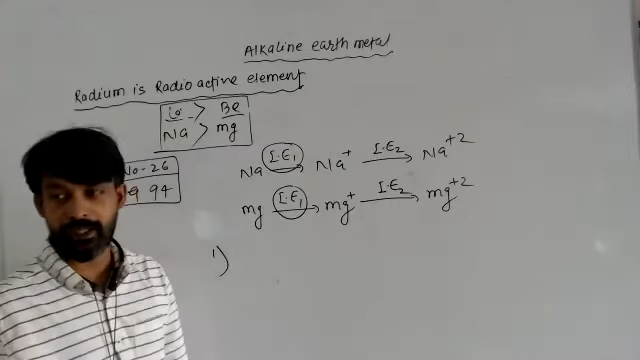 Alkaline earth metal
Radium is Radio active element
Li > Be
Na > mg
No-26
94
Na I.E1 → Na+ I.E2 → Na+2
mg I.E1 → mg+ I.E2 → mg+2
1)